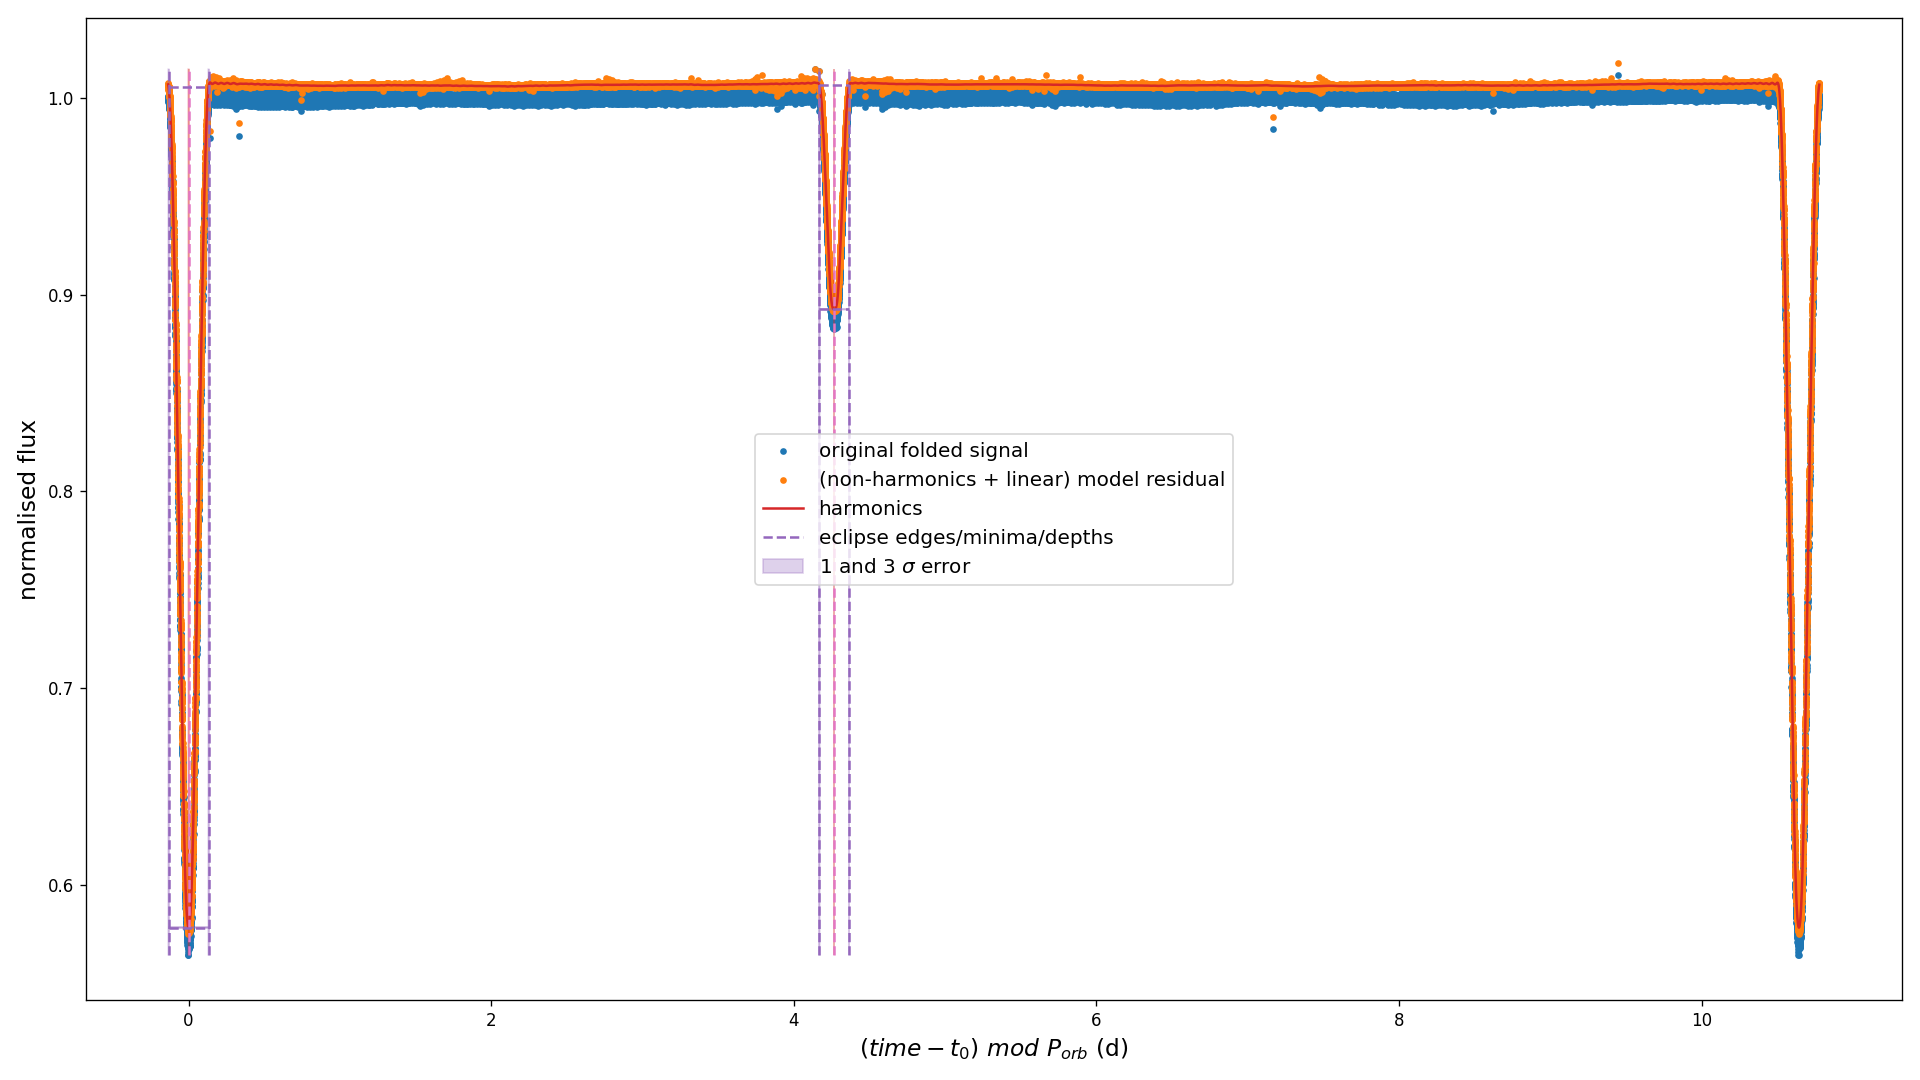 normalised flux
1.0
0.9
0.8
0.7
0.6
original folded signal
(non-harmonics + linear) model residual
harmonics
eclipse edges/minima/depths
1 and 3 σ error
0 2 4 6 8 10
(time − t₀) mod Pₒᵣb (d)